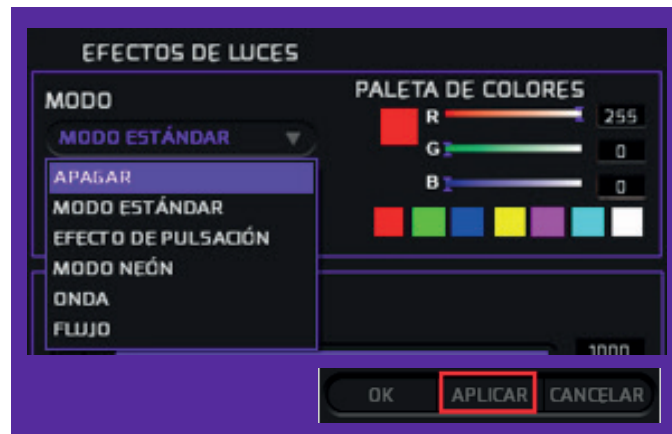 EFECTOS DE LUCES
MODO
MODO ESTÁNDAR
APAGAR
MODO ESTÁNDAR
EFECTO DE PULSACIÓN
MODO NEÓN
ONDA
FLUJO
PALETA DE COLORES
R 255
G 0
B 0
1000
OK APLICAR CANCELAR